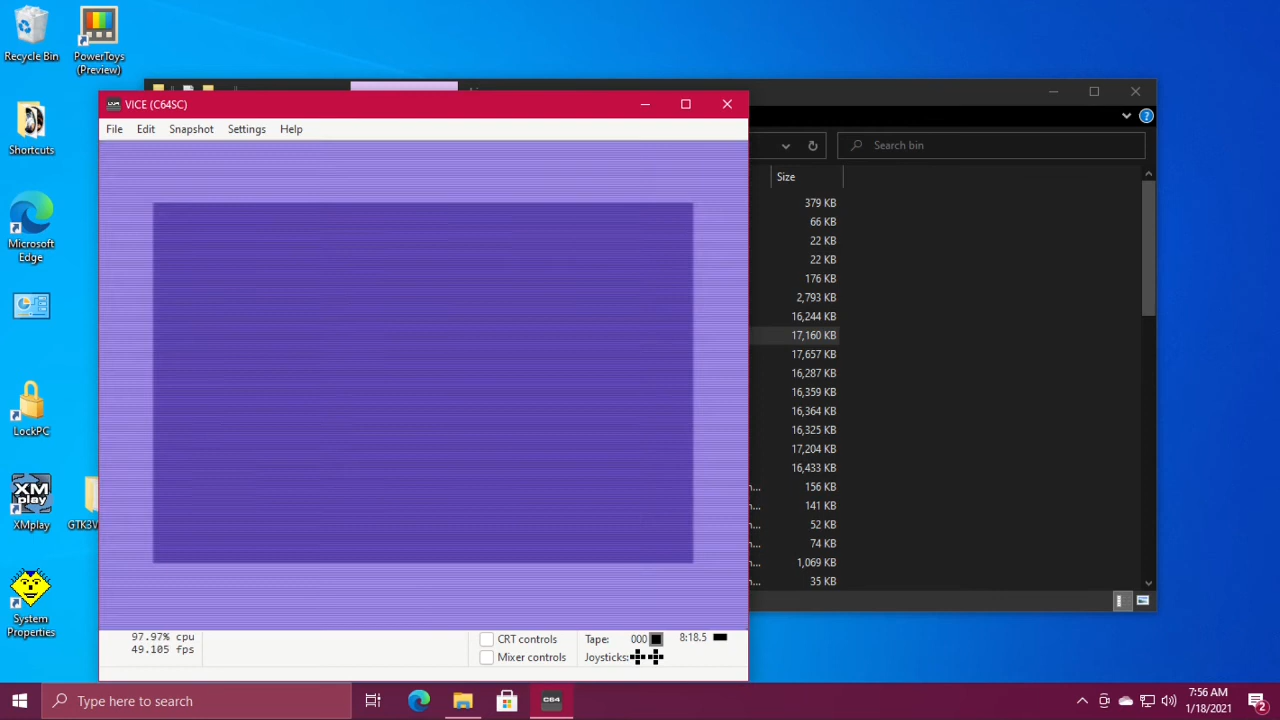 Recycle Bin
PowerToys
(Preview)
Shortcuts
Microsoft
Edge
LockPC
XMplay
GTK3V
System
Properties
VICE (C64SC)
File Edit Snapshot Settings Help
97.97% cpu
49.105 fps
CRT controls
Mixer controls
Tape: 000
Joysticks:
8:18.5
Search bin
Size
379 KB
66 KB
22 KB
22 KB
176 KB
2,793 KB
16,244 KB
17,160 KB
17,657 KB
16,287 KB
16,359 KB
16,364 KB
16,325 KB
17,204 KB
16,433 KB
n... 156 KB
n... 141 KB
n... 52 KB
n... 74 KB
1,069 KB
n... 35 KB
Type here to search
C64
7:56 AM
1/18/2021
2